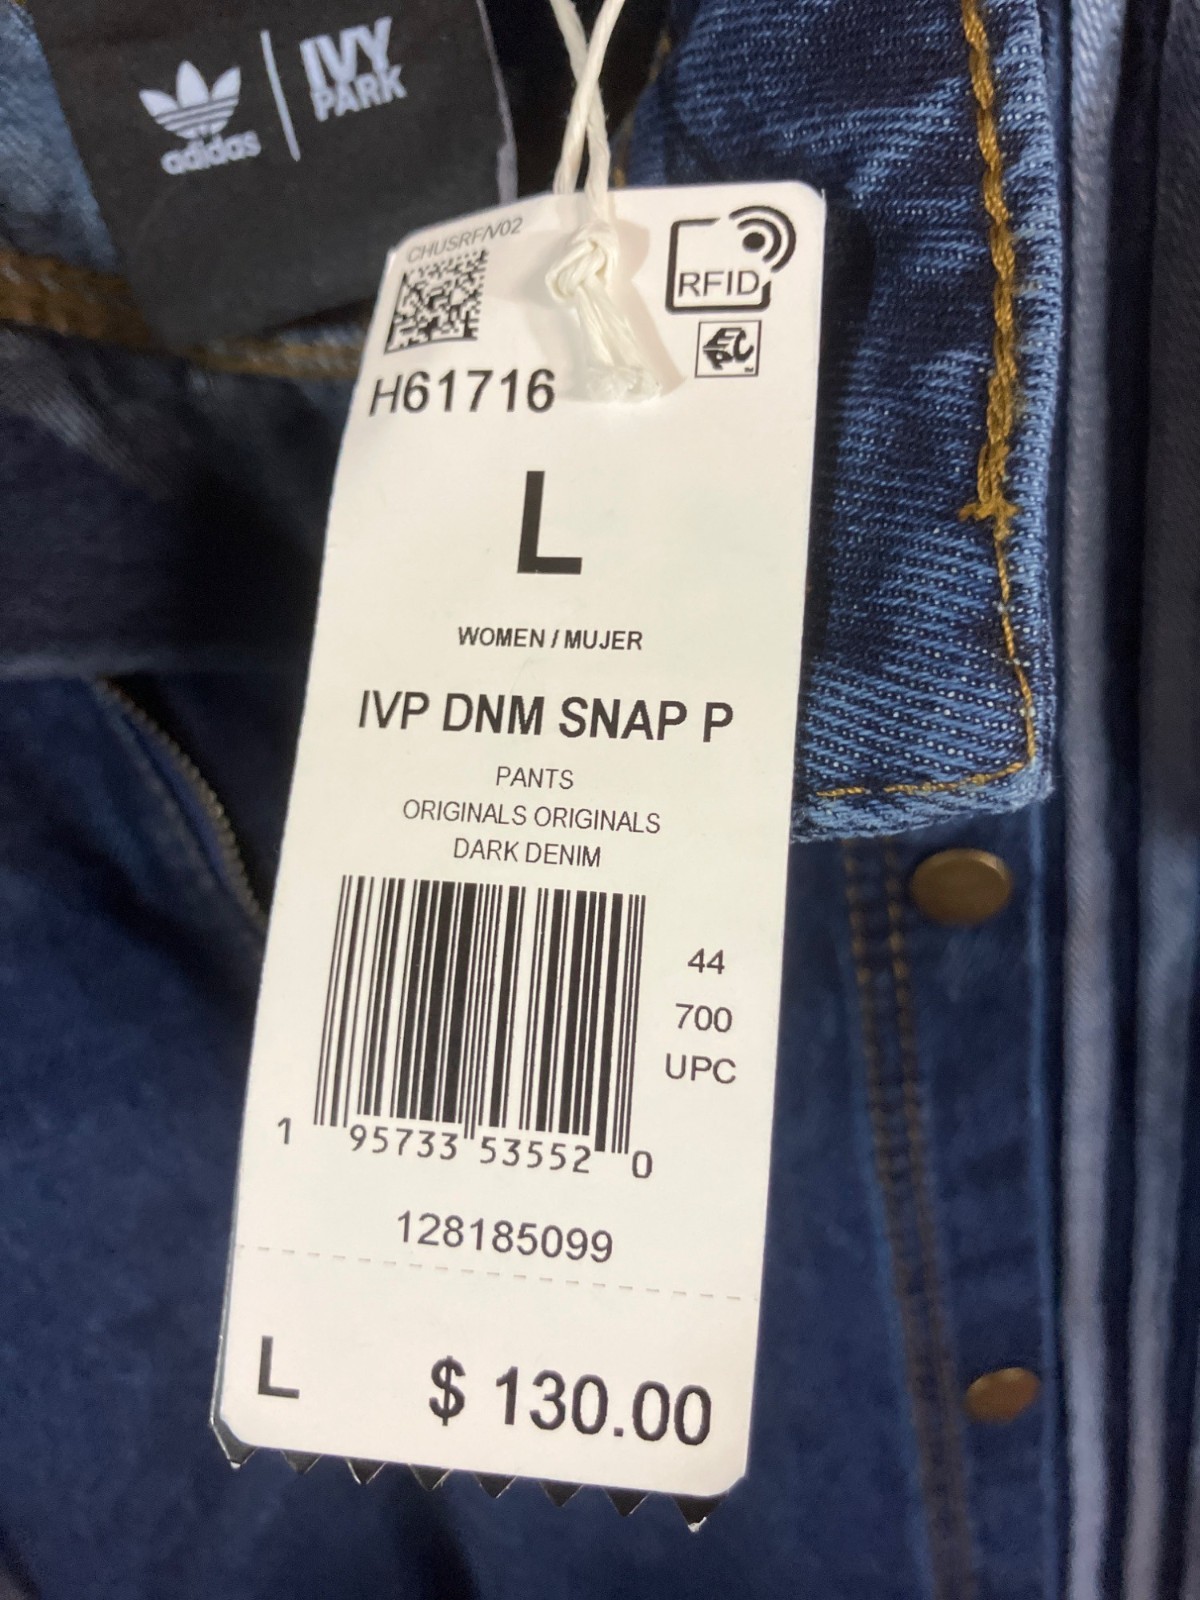 adidas
IVY
PARK
CHUSRF/V02
RFID
EPC
H61716
L
WOMEN / MUJER
IVP DNM SNAP P
PANTS
ORIGINALS ORIGINALS
DARK DENIM
44
700
UPC
1 95733 53552 0
128185099
L $ 130.00